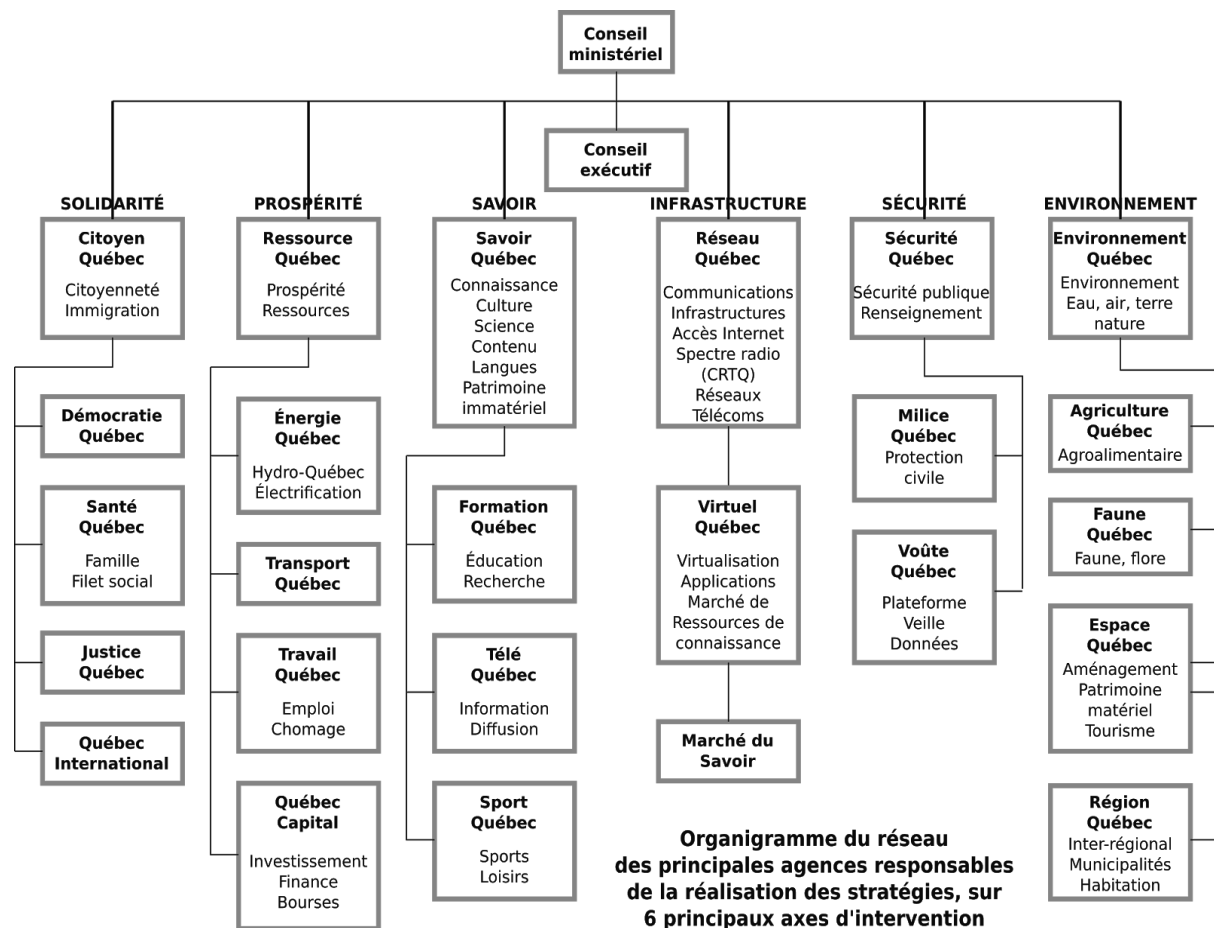 Conseil
ministériel
Conseil
exécutif
SOLIDARITÉ
Citoyen
Québec
Citoyenneté
Immigration
Démocratie
Québec
Santé
Québec
Famille
Filet social
Justice
Québec
Québec
International
PROSPÉRITÉ
Ressource
Québec
Prospérité
Ressources
Énergie
Québec
Hydro-Québec
Électrification
Transport
Québec
Travail
Québec
Emploi
Chomage
Québec
Capital
Investissement
Finance
Bourses
SAVOIR
Savoir
Québec
Connaissance
Culture
Science
Contenu
Langues
Patrimoine
immatériel
Formation
Québec
Éducation
Recherche
Télé
Québec
Information
Diffusion
Sport
Québec
Sports
Loisirs
INFRASTRUCTURE
Réseau
Québec
Communications
Infrastructures
Accès Internet
Spectre radio
(CRTQ)
Réseaux
Télécoms
Virtuel
Québec
Virtualisation
Applications
Marché de
Ressources de
connaissance
Marché du
Savoir
SÉCURITÉ
Sécurité
Québec
Sécurité publique
Renseignement
Milice
Québec
Protection
civile
Voûte
Québec
Plateforme
Veille
Données
ENVIRONNEMENT
Environnement
Québec
Environnement
Eau, air, terre
nature
Agriculture
Québec
Agroalimentaire
Faune
Québec
Faune, flore
Espace
Québec
Aménagement
Patrimoine
matériel
Tourisme
Région
Québec
Inter-régional
Municipalités
Habitation
Organigramme du réseau
des principales agences responsables
de la réalisation des stratégies, sur
6 principaux axes d'intervention